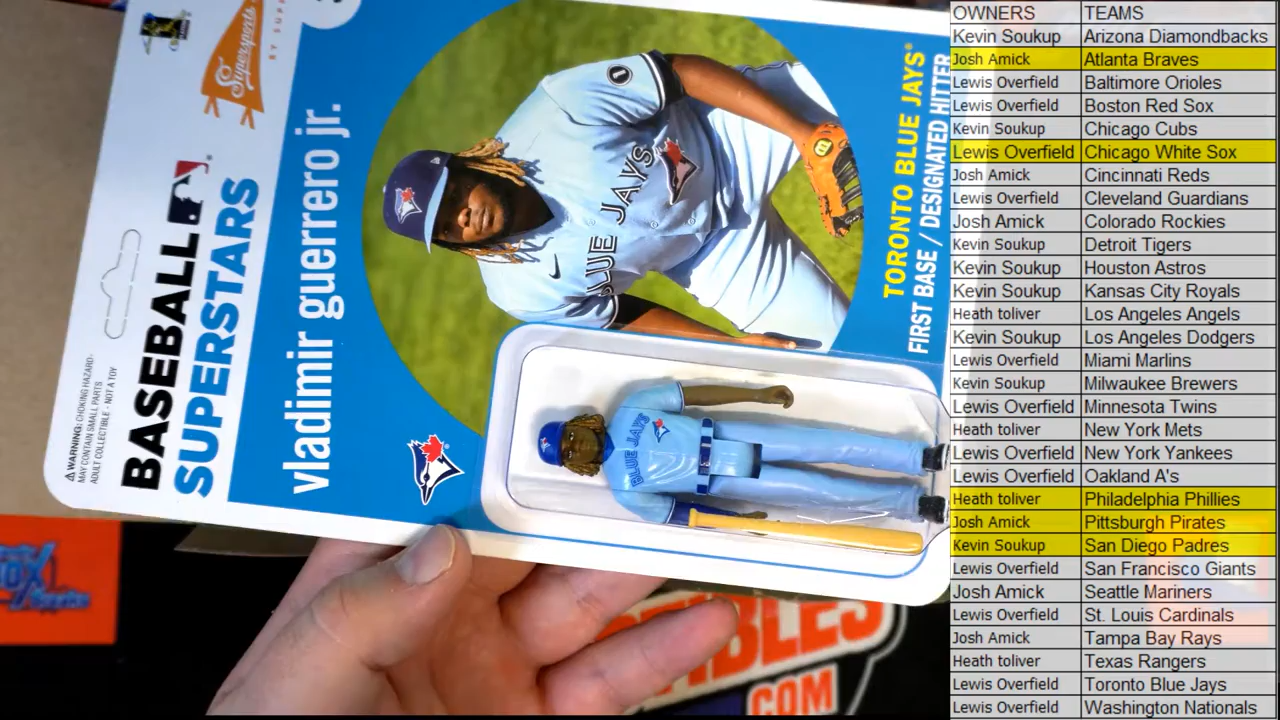 Supersports
BY SUP
BASEBALL
SUPERSTARS
⚠WARNING: CHOKING HAZARD-
MAY CONTAIN SMALL PARTS.
ADULT COLLECTIBLE - NOT A TOY
vladimir guerrero jr.
TORONTO BLUE JAYS®
FIRST BASE / DESIGNATED HITTER
BLUE JAYS
BLUE JAYS
COM
OWNERS TEAMS
Kevin Soukup Arizona Diamondbacks
Josh Amick Atlanta Braves
Lewis Overfield Baltimore Orioles
Lewis Overfield Boston Red Sox
Kevin Soukup Chicago Cubs
Lewis Overfield Chicago White Sox
Josh Amick Cincinnati Reds
Lewis Overfield Cleveland Guardians
Josh Amick Colorado Rockies
Kevin Soukup Detroit Tigers
Kevin Soukup Houston Astros
Kevin Soukup Kansas City Royals
Heath toliver Los Angeles Angels
Kevin Soukup Los Angeles Dodgers
Lewis Overfield Miami Marlins
Kevin Soukup Milwaukee Brewers
Lewis Overfield Minnesota Twins
Heath toliver New York Mets
Lewis Overfield New York Yankees
Lewis Overfield Oakland A's
Heath toliver Philadelphia Phillies
Josh Amick Pittsburgh Pirates
Kevin Soukup San Diego Padres
Lewis Overfield San Francisco Giants
Josh Amick Seattle Mariners
Lewis Overfield St. Louis Cardinals
Josh Amick Tampa Bay Rays
Heath toliver Texas Rangers
Lewis Overfield Toronto Blue Jays
Lewis Overfield Washington Nationals